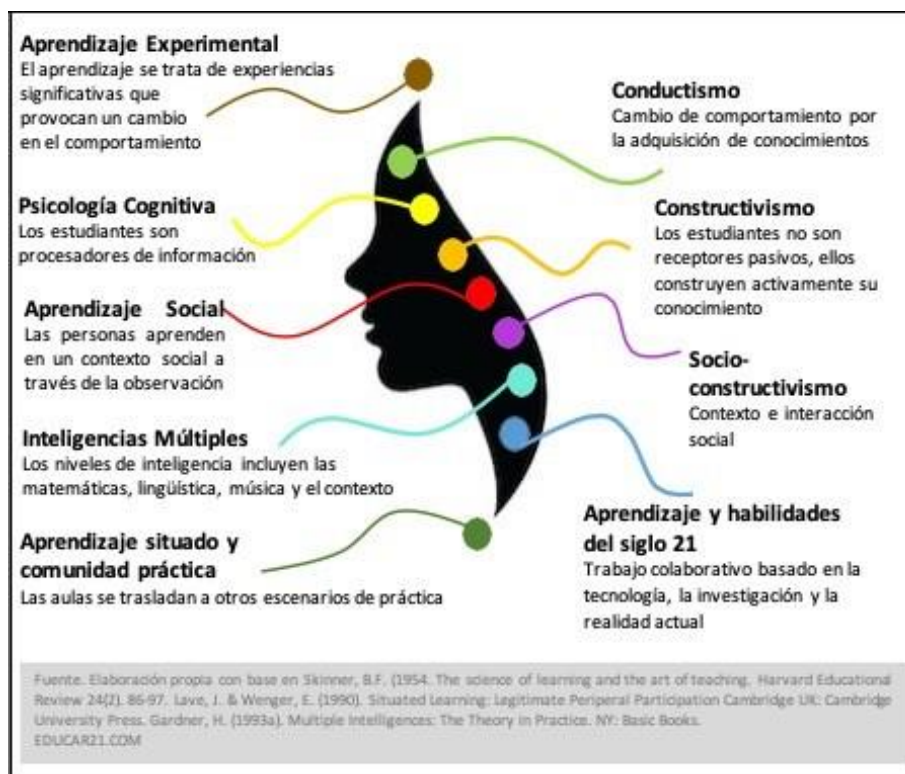 Aprendizaje Experimental
El aprendizaje se trata de experiencias
significativas que
provocan un cambio
en el comportamiento
Conductismo
Cambio de comportamiento por
la adquisición de conocimientos
Psicología Cognitiva
Los estudiantes son
procesadores de información
Constructivismo
Los estudiantes no son
receptores pasivos, ellos
construyen activamente su
conocimiento
Aprendizaje Social
Las personas aprenden
en un contexto social a
través de la observación
Socio-
constructivismo
Contexto e interacción
social
Inteligencias Múltiples
Los niveles de inteligencia incluyen las
matemáticas, lingüística, música y el contexto
Aprendizaje situado y
comunidad práctica
Las aulas se trasladan a otros escenarios de práctica
Aprendizaje y habilidades
del siglo 21
Trabajo colaborativo basado en la
tecnología, la investigación y la
realidad actual
Fuente. Elaboración propia con base en Skinner, B.F. (1954. The science of learning and the art of teaching. Harvard Educational
Review 24(2). 86-97. Lave, J. & Wenger, E. (1990). Situated Learning: Legitimate Periperal Participation Cambridge UK: Cambridge
University Press. Gardner, H. (1993a). Multiple Intelligences: The Theory in Practice. NY: Basic Books.
EDUCAR21.COM